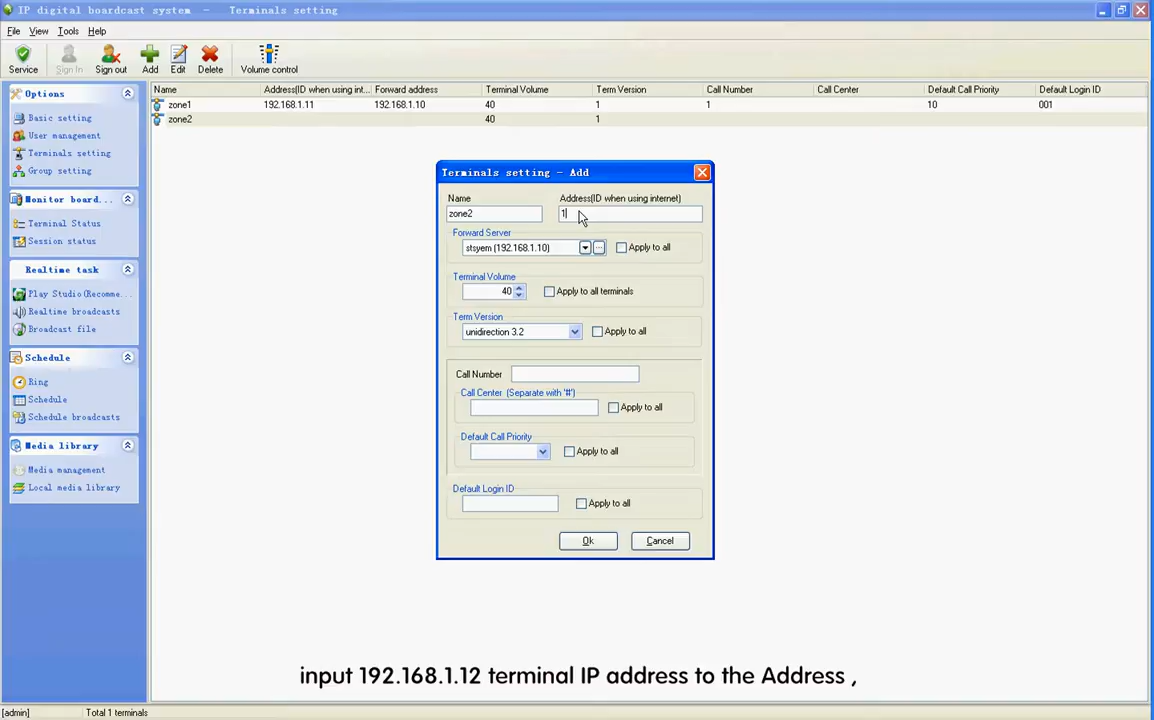 IP digital boardcast system - Terminals setting
File View Tools Help
Service Sign In Sign out Add Edit Delete Volume control
Options
Basic setting
User management
Terminals setting
Group setting
Monitor board...
Terminal Status
Session status
Realtime task
Play Studio(Recomme...
Realtime broadcasts
Broadcast file
Schedule
Ring
Schedule
Schedule broadcasts
Media library
Media management
Local media library
Name Address(ID when using int... Forward address Terminal Volume Term Version Call Number Call Center Default Call Priority Default Login ID
zone1 192.168.1.11 192.168.1.10 40 1 1 10 001
zone2 40 1
Terminals setting - Add
Name Address(ID when using internet)
zone2 1
Forward Server
stsyem (192.168.1.10) ... Apply to all
Terminal Volume
40 Apply to all terminals
Term Version
unidirection 3.2 Apply to all
Call Number
Call Center (Separate with '#')
Apply to all
Default Call Priority
Apply to all
Default Login ID
Apply to all
Ok Cancel
input 192.168.1.12 terminal IP address to the Address ,
[admin] Total 1 terminals